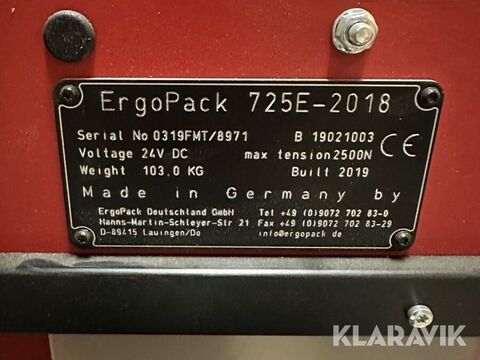 ErgoPack 725E-2018
Serial No 0319FMT/8971 B 19021003 CE
Voltage 24V DC max tension 2500N
Weight 103,0 KG Built 2019
Made in Germany by
ErgoPack Deutschland GmbH Tel +49 (0)9072 702 83-0
Hanns-Martin-Schleyer-Str 21 Fax +49 (0)9072 702 83-29
D-89415 Lauingen/Do info@ergopack de
KLARAVIK